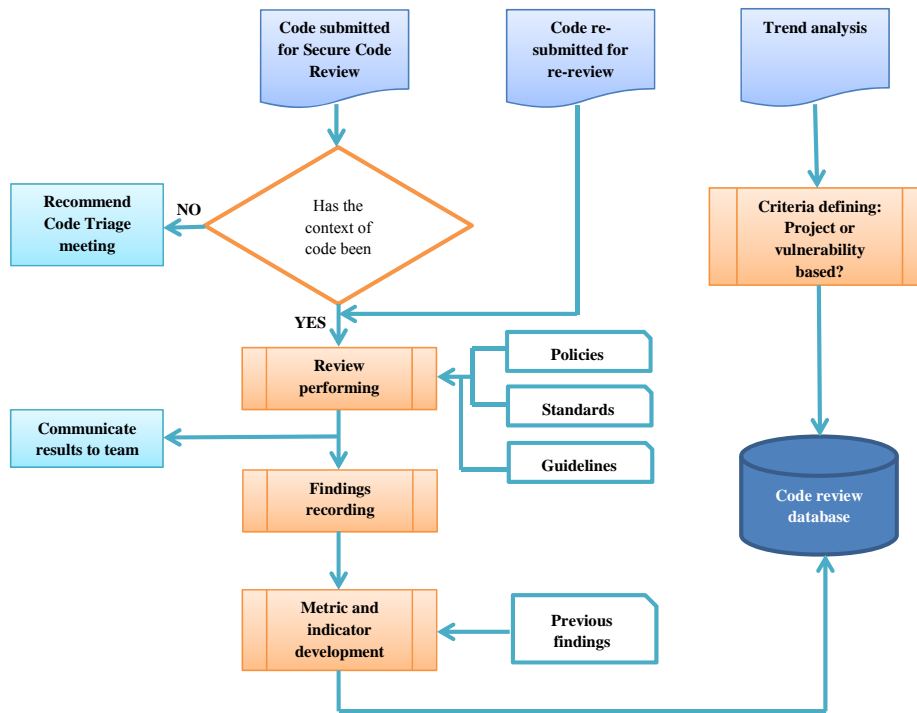 Code submitted
for Secure Code
Review
Code re-
submitted for
re-review
Trend analysis
Has the
context of
code been
NO
Recommend
Code Triage
meeting
Criteria defining:
Project or
vulnerability
based?
YES
Review
performing
Policies
Standards
Guidelines
Communicate
results to team
Findings
recording
Code review
database
Metric and
indicator
development
Previous
findings